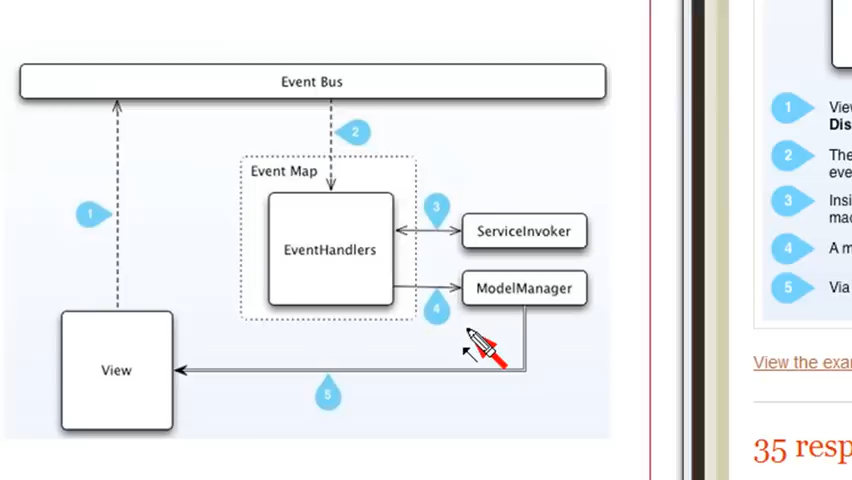 Event Bus
2
Event Map
1
3
EventHandlers
ServiceInvoker
ModelManager
4
View
5
1
View
Dis
2
The
eve
3
Insi
mad
4
A m
5
Via
View the exa
35 resp